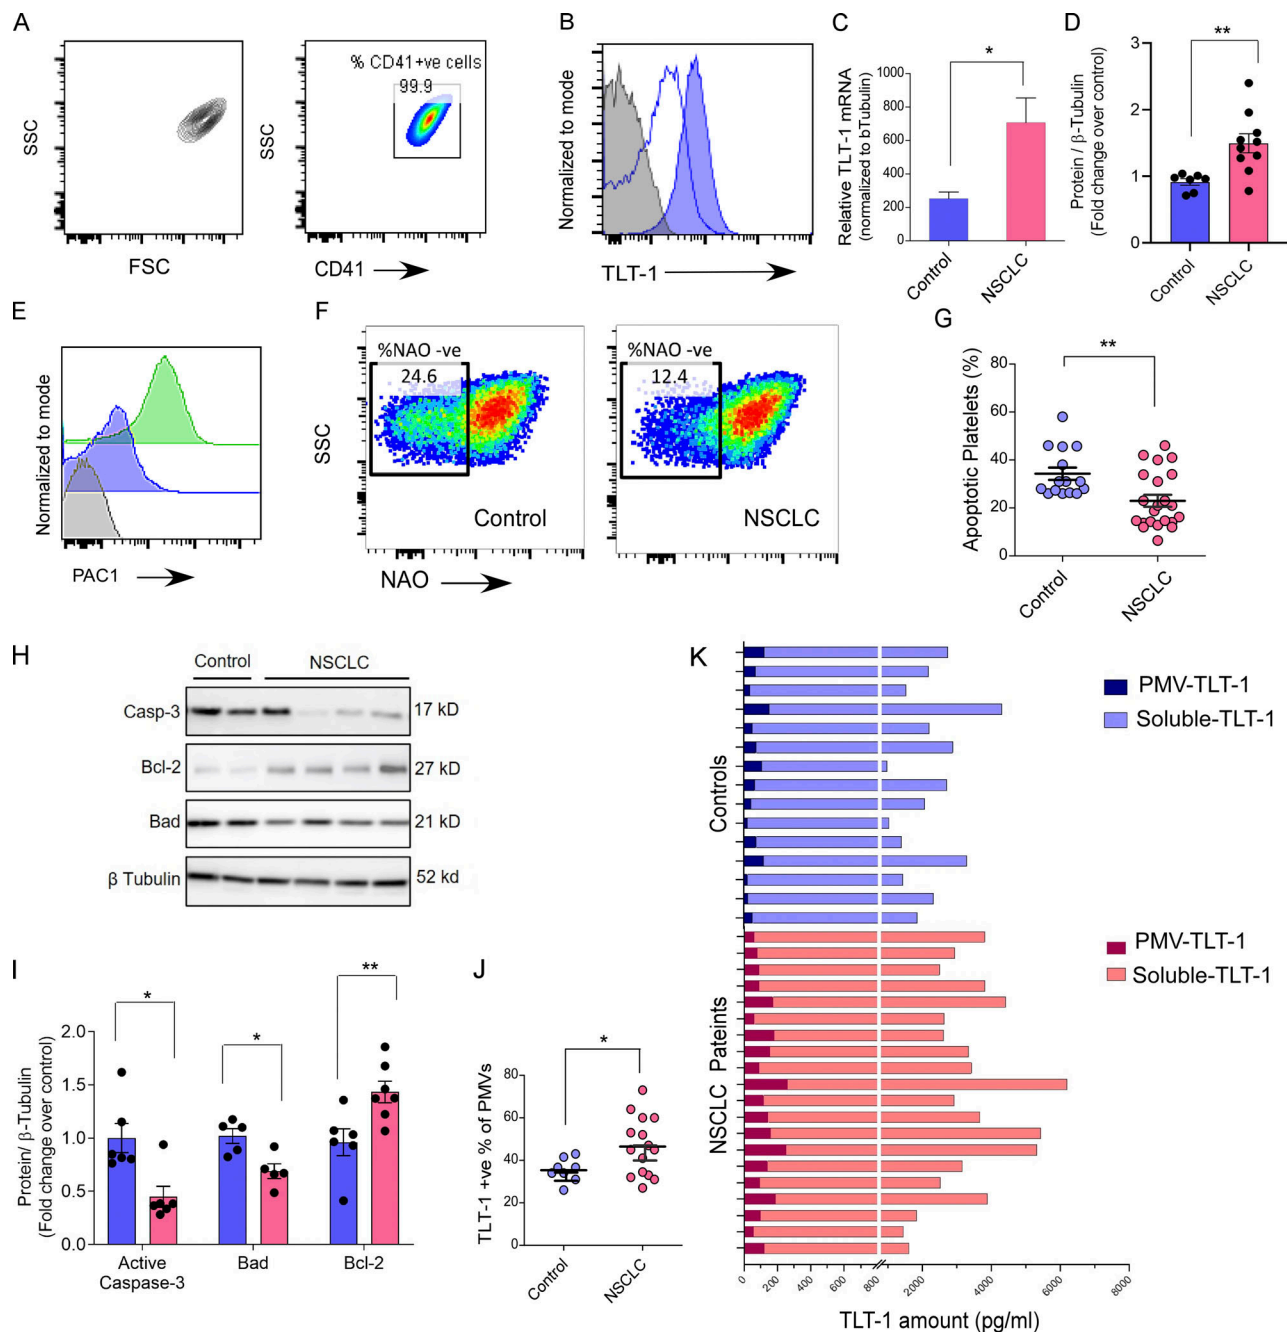 A
SSC
FSC
SSC
% CD41 +ve cells
99.9
CD41
B
Normalized to mode
TLT-1
C
Relative TLT-1 mRNA
(normalized to bTubulin)
1000
800
600
400
200
0
*
Control
NSCLC
D
Protein / β-Tubulin
(Fold change over control)
3
2
1
0
**
Control
NSCLC
E
Normalized to mode
PAC1
F
SSC
%NAO -ve
24.6
Control
NAO
%NAO -ve
12.4
NSCLC
G
Apoptotic Platelets (%)
80
60
40
20
0
**
Control
NSCLC
H
Control
NSCLC
Casp-3
17 kD
Bcl-2
27 kD
Bad
21 kD
β Tubulin
52 kd
I
Protein/ β-Tubulin
(Fold change over control)
2.0
1.5
1.0
0.5
0.0
*
*
**
Active
Caspase-3
Bad
Bcl-2
J
TLT-1 +ve % of PMVs
80
60
40
20
0
*
Control
NSCLC
K
Controls
NSCLC Pateints
PMV-TLT-1
Soluble-TLT-1
PMV-TLT-1
Soluble-TLT-1
0
200
400
600
800
2000
4000
6000
8000
TLT-1 amount (pg/ml)